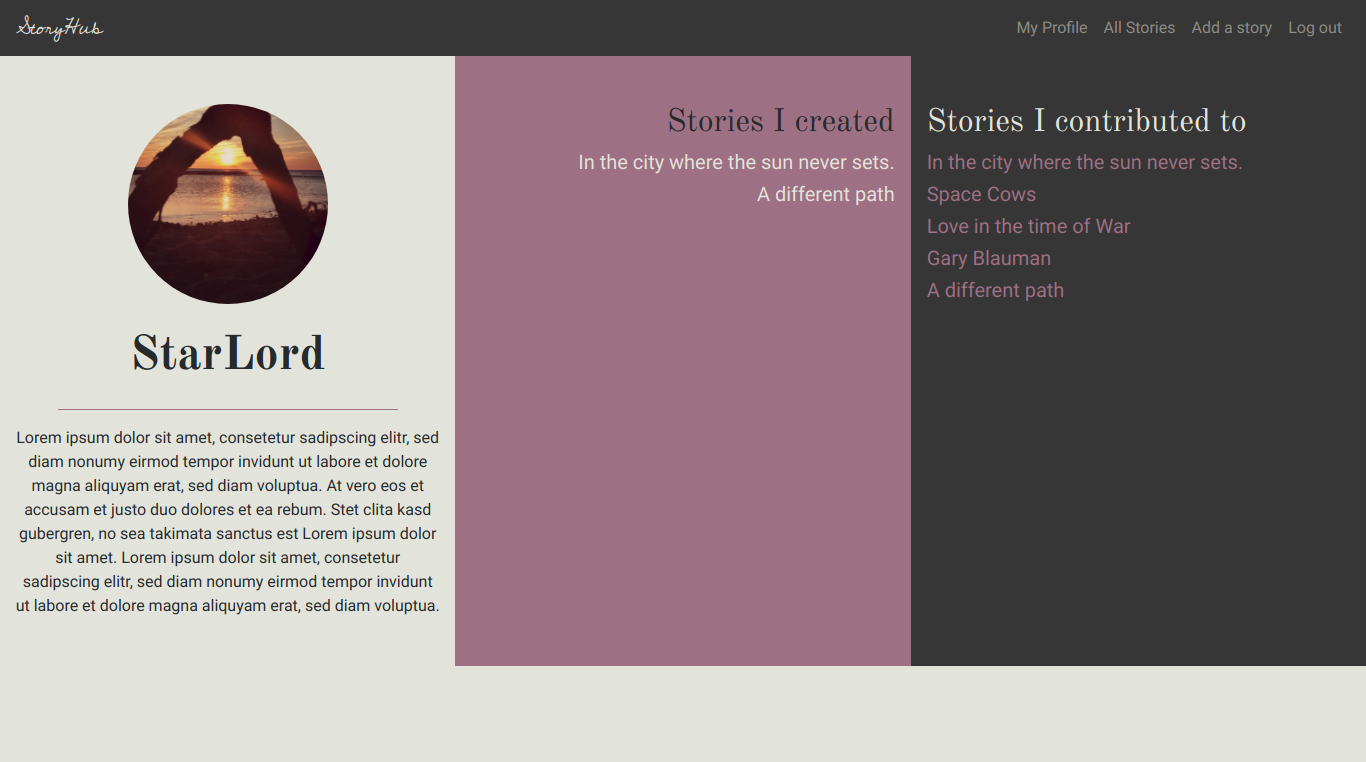 StoryHub
My Profile
All Stories
Add a story
Log out
StarLord
Lorem ipsum dolor sit amet, consetetur sadipscing elitr, sed
diam nonumy eirmod tempor invidunt ut labore et dolore
magna aliquyam erat, sed diam voluptua. At vero eos et
accusam et justo duo dolores et ea rebum. Stet clita kasd
gubergren, no sea takimata sanctus est Lorem ipsum dolor
sit amet. Lorem ipsum dolor sit amet, consetetur
sadipscing elitr, sed diam nonumy eirmod tempor invidunt
ut labore et dolore magna aliquyam erat, sed diam voluptua.
Stories I created
In the city where the sun never sets.
A different path
Stories I contributed to
In the city where the sun never sets.
Space Cows
Love in the time of War
Gary Blauman
A different path